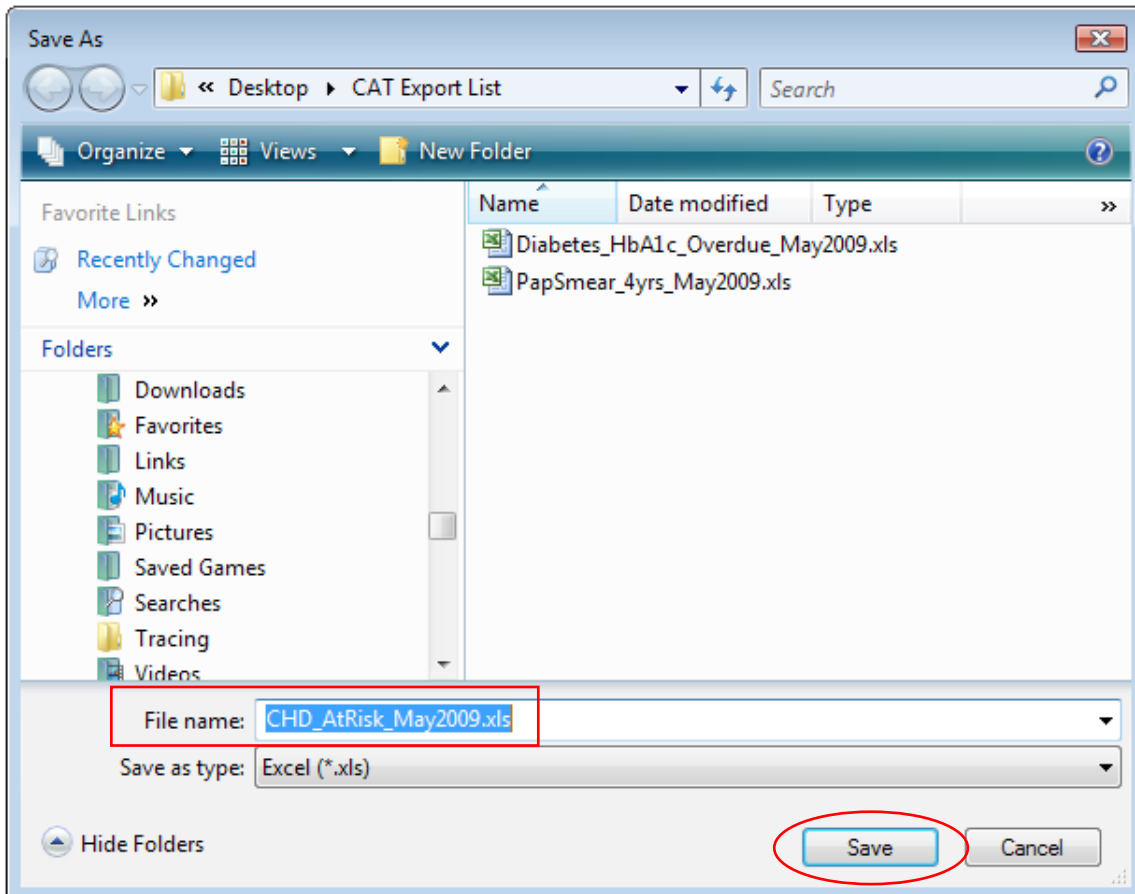 Save As
« Desktop ▸ CAT Export List
Search
Organize
Views
New Folder
Favorite Links
Recently Changed
More »
Folders
Downloads
Favorites
Links
Music
Pictures
Saved Games
Searches
Tracing
Videos
Name Date modified Type »
Diabetes_HbA1c_Overdue_May2009.xls
PapSmear_4yrs_May2009.xls
File name: CHD_AtRisk_May2009.xls
Save as type: Excel (*.xls)
Hide Folders
Save
Cancel